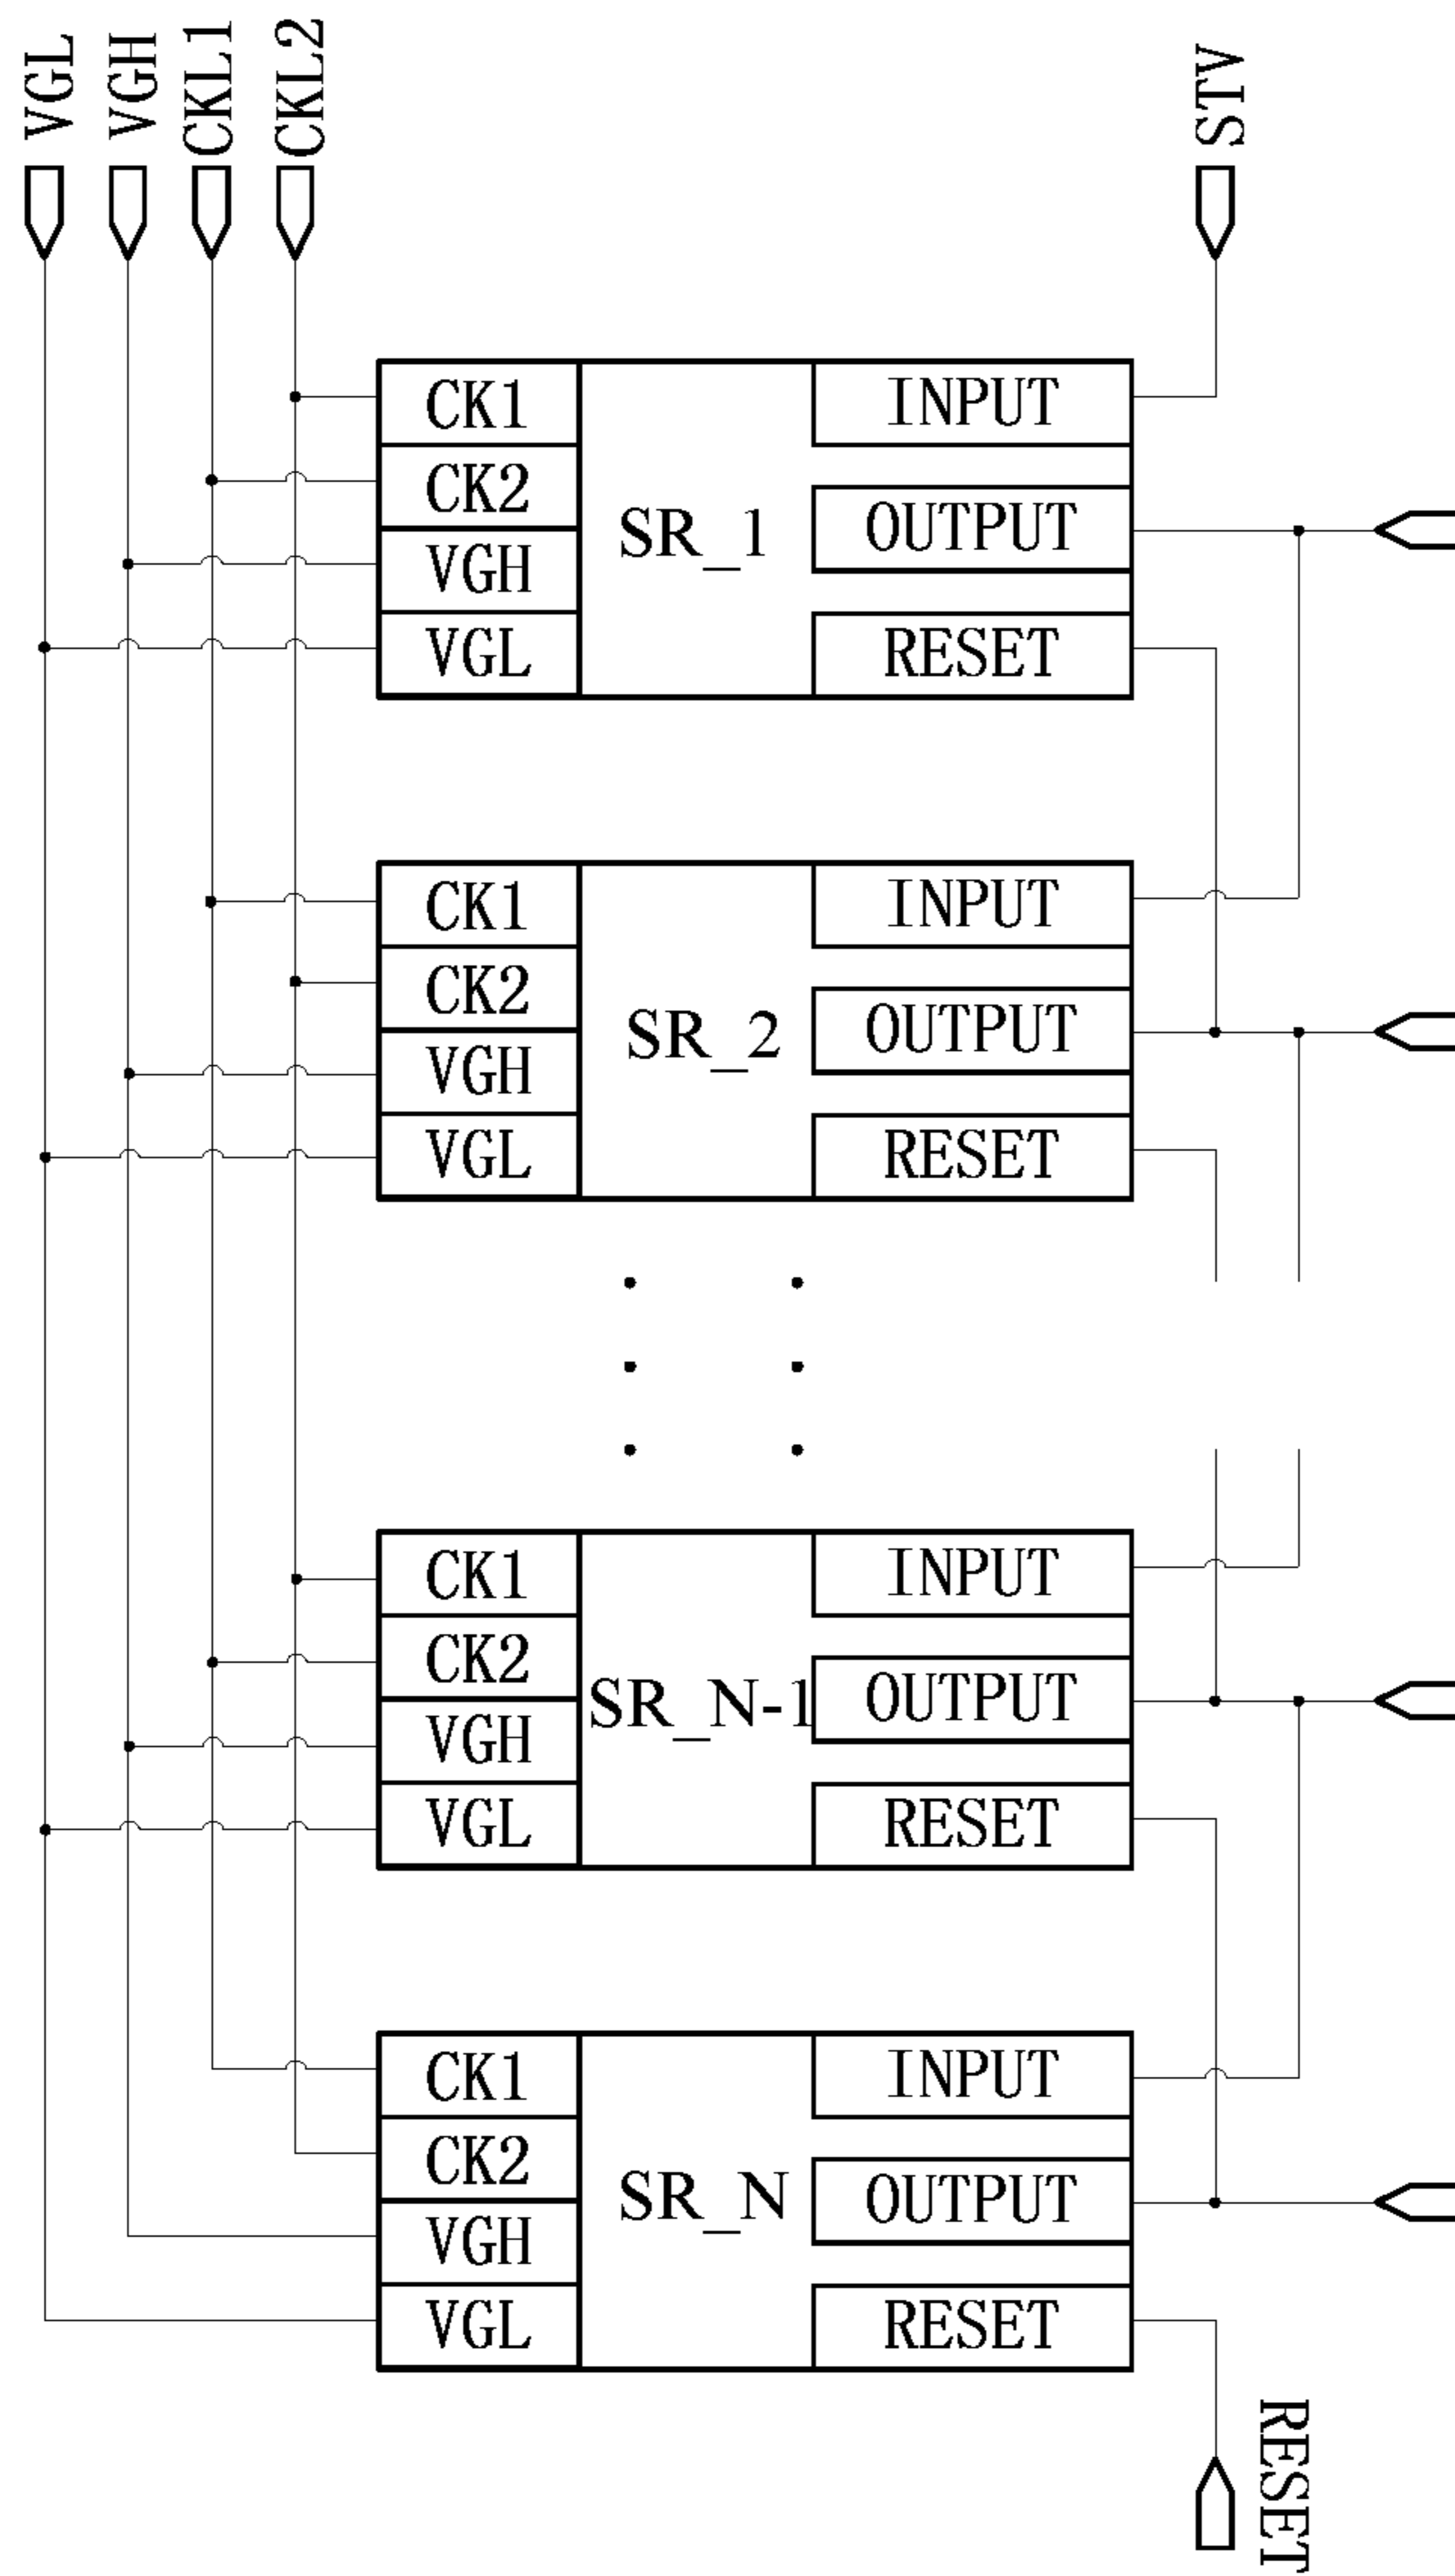 VGL
VGH
CKL1
CKL2
STV
CK1
CK2
VGH
VGL
SR_1
INPUT
OUTPUT
RESET
CK1
CK2
VGH
VGL
SR_2
INPUT
OUTPUT
RESET
CK1
CK2
VGH
VGL
SR_N-1
INPUT
OUTPUT
RESET
CK1
CK2
VGH
VGL
SR_N
INPUT
OUTPUT
RESET
RESET